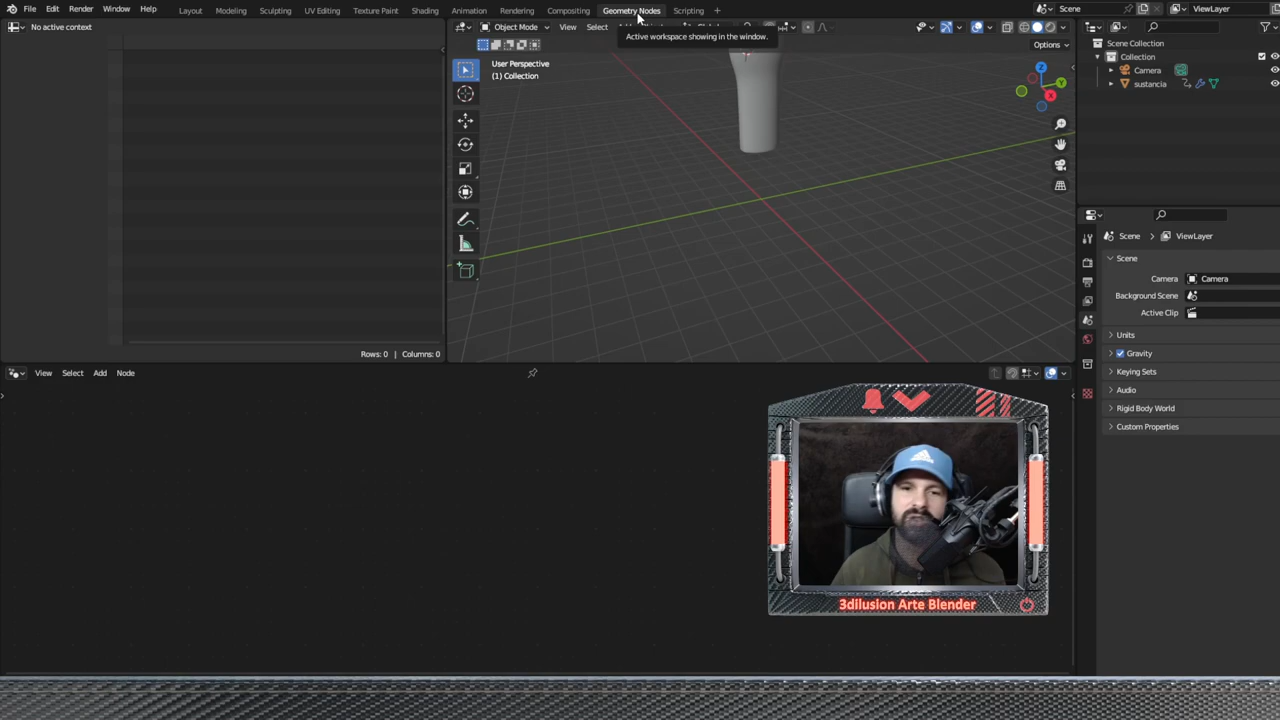 File Edit Render Window Help Layout Modeling Sculpting UV Editing Texture Paint Shading Animation Rendering Compositing Geometry Nodes Scripting + Scene ViewLayer
No active context
Object Mode View Select
Active workspace showing in the window.
Options
User Perspective
(1) Collection
Z
Y
X
Scene Collection
Collection
Camera
sustancia
Scene > ViewLayer
Scene
Camera Camera
Background Scene
Active Clip
Units
Gravity
Keying Sets
Audio
Rigid Body World
Custom Properties
Rows: 0 | Columns: 0
View Select Add Node
3dilusion Arte Blender